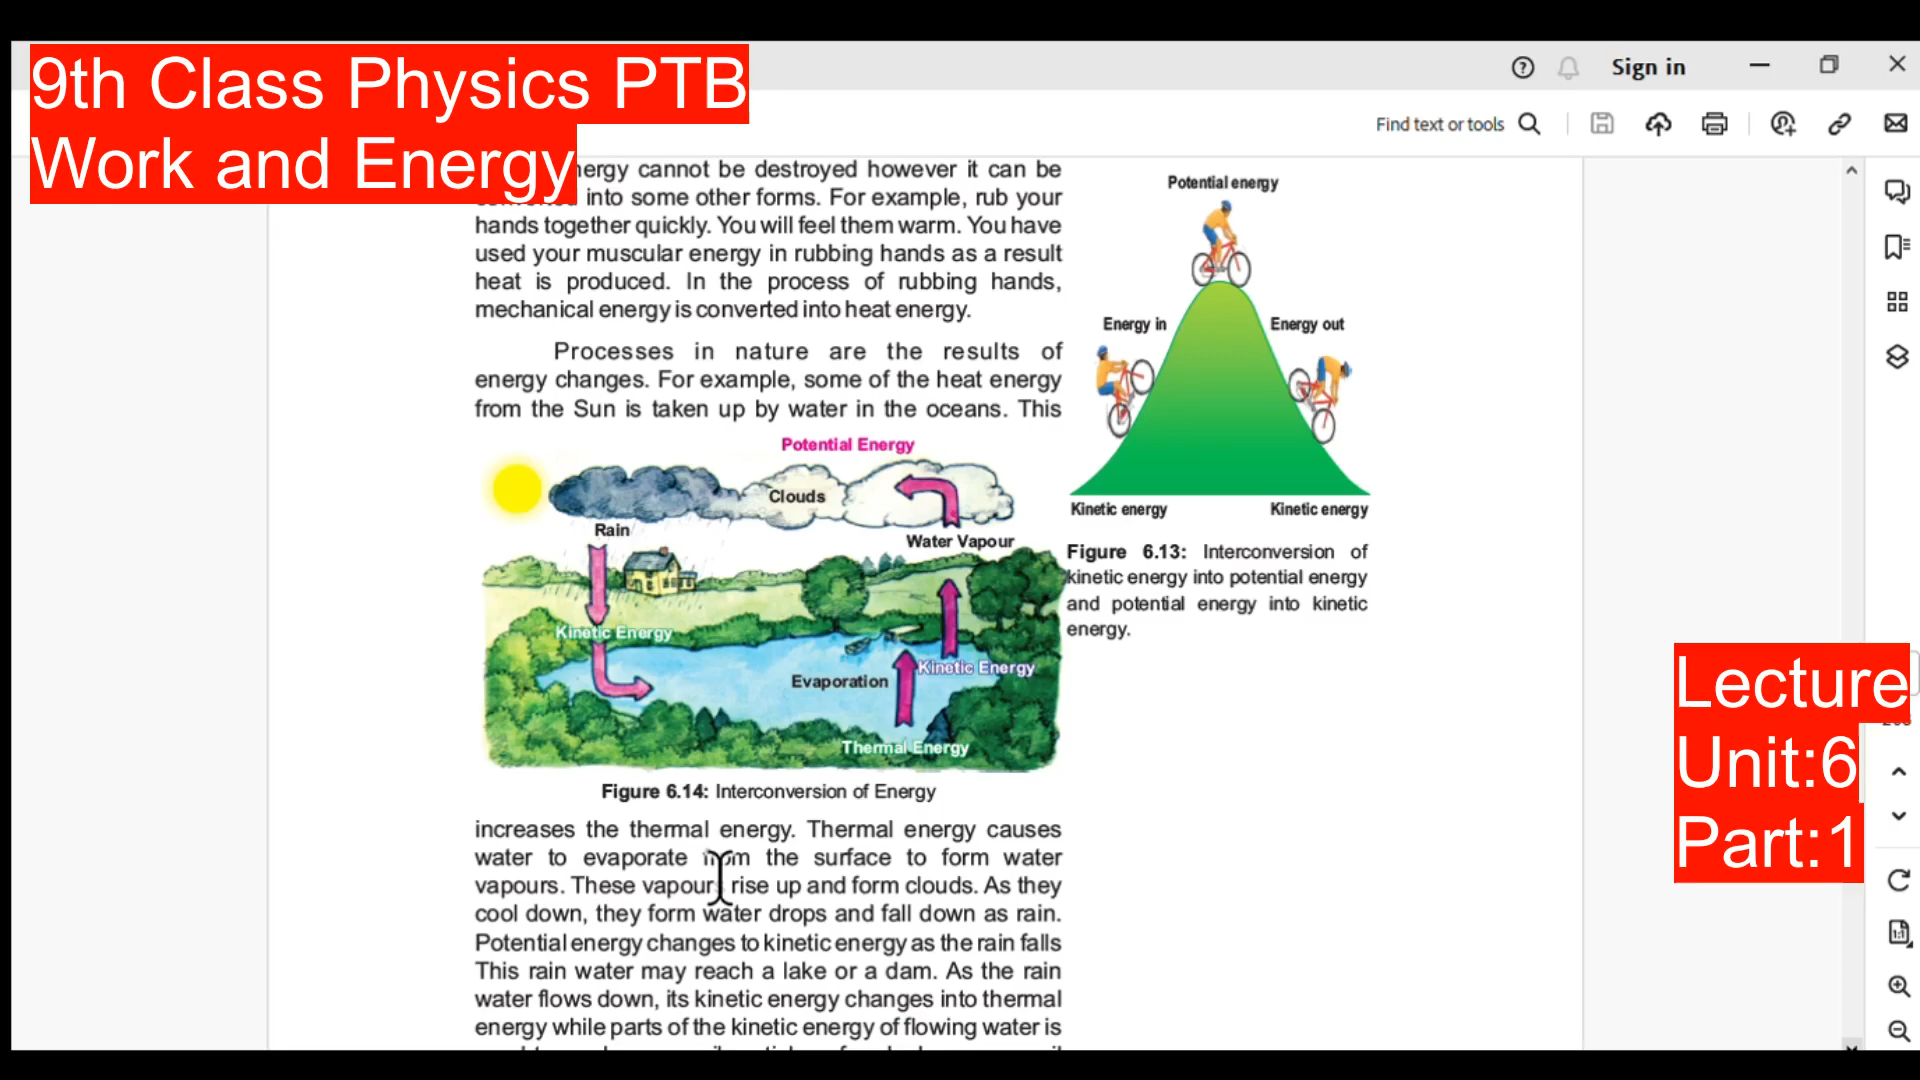 9th Class Physics PTB
Work and Energy
Sign in
Find text or tools
nergy cannot be destroyed however it can be
into some other forms. For example, rub your
hands together quickly. You will feel them warm. You have
used your muscular energy in rubbing hands as a result
heat is produced. In the process of rubbing hands,
mechanical energy is converted into heat energy.
Processes in nature are the results of
energy changes. For example, some of the heat energy
from the Sun is taken up by water in the oceans. This
Potential Energy
Clouds
Rain
Water Vapour
Kinetic Energy
Kinetic Energy
Evaporation
Thermal Energy
Figure 6.14: Interconversion of Energy
increases the thermal energy. Thermal energy causes
water to evaporate from the surface to form water
vapours. These vapours rise up and form clouds. As they
cool down, they form water drops and fall down as rain.
Potential energy changes to kinetic energy as the rain falls
This rain water may reach a lake or a dam. As the rain
water flows down, its kinetic energy changes into thermal
energy while parts of the kinetic energy of flowing water is
Potential energy
Energy in
Energy out
Kinetic energy
Kinetic energy
Figure 6.13: Interconversion of
kinetic energy into potential energy
and potential energy into kinetic
energy.
Lecture
Unit:6
Part:1
1:1